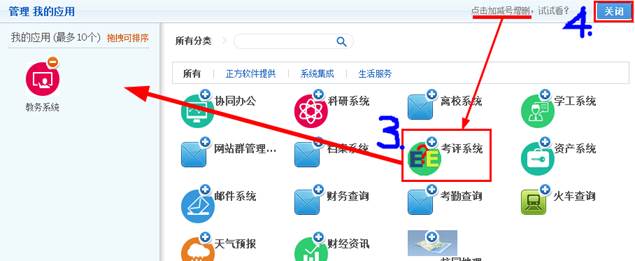 管理 我的应用
点击加减号增删，试试看？
4.
关闭
我的应用 (最多10个) 拖拽可排序
所有分类
教务系统
所有 正方软件提供 系统集成 生活服务
协同办公 科研系统 离校系统 学工系统
3.
网站群管理... 档案系统 考评系统 资产系统
邮件系统 财务查询 考勤查询 火车查询
天气预报 财经资讯 校园地理